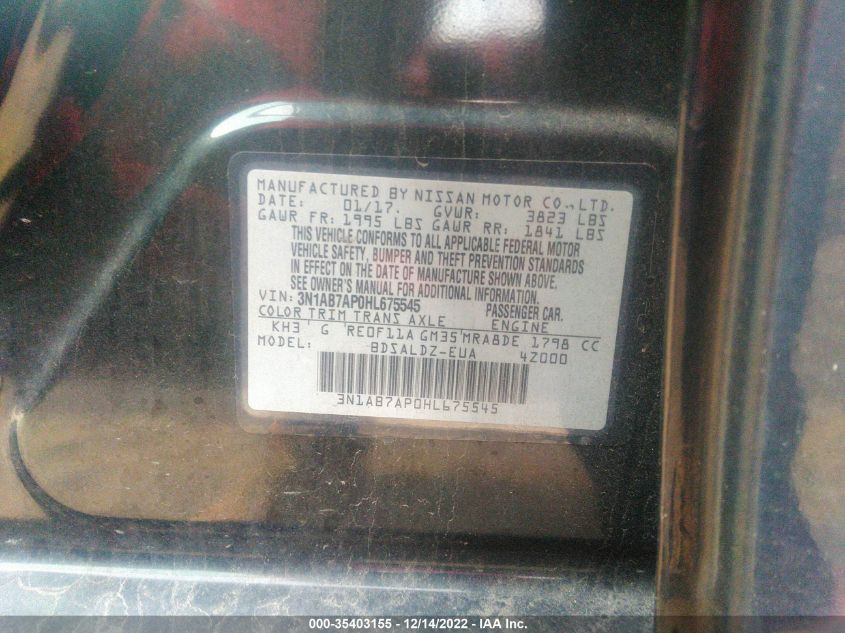 MANUFACTURED BY NISSAN MOTOR CO.,LTD.
DATE: 01/17. GVWR: 3823 LBS
GAWR FR: 1995 LBS GAWR RR: 1841 LBS
THIS VEHICLE CONFORMS TO ALL APPLICABLE FEDERAL MOTOR
VEHICLE SAFETY, BUMPER AND THEFT PREVENTION STANDARDS
IN EFFECT ON THE DATE OF MANUFACTURE SHOWN ABOVE.
SEE OWNER'S MANUAL FOR ADDITIONAL INFORMATION.
VIN: 3N1AB7AP0HL675545 PASSENGER CAR.
COLOR TRIM TRANS AXLE ENGINE
KH3 G RE0F11A GM35 MRA8DE 1798 CC
MODEL: BDSALDZ-EUA 4Z000
3N1AB7AP0HL675545
000-35403155 - 12/14/2022 - IAA Inc.